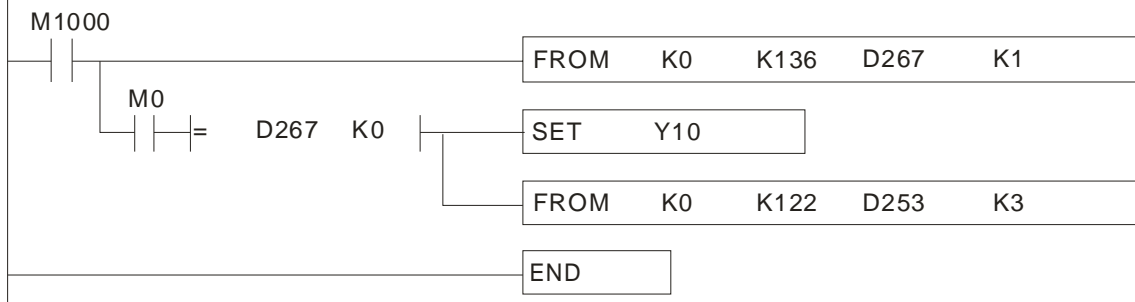 M1000
FROM K0 K136 D267 K1
M0
= D267 K0
SET Y10
FROM K0 K122 D253 K3
END